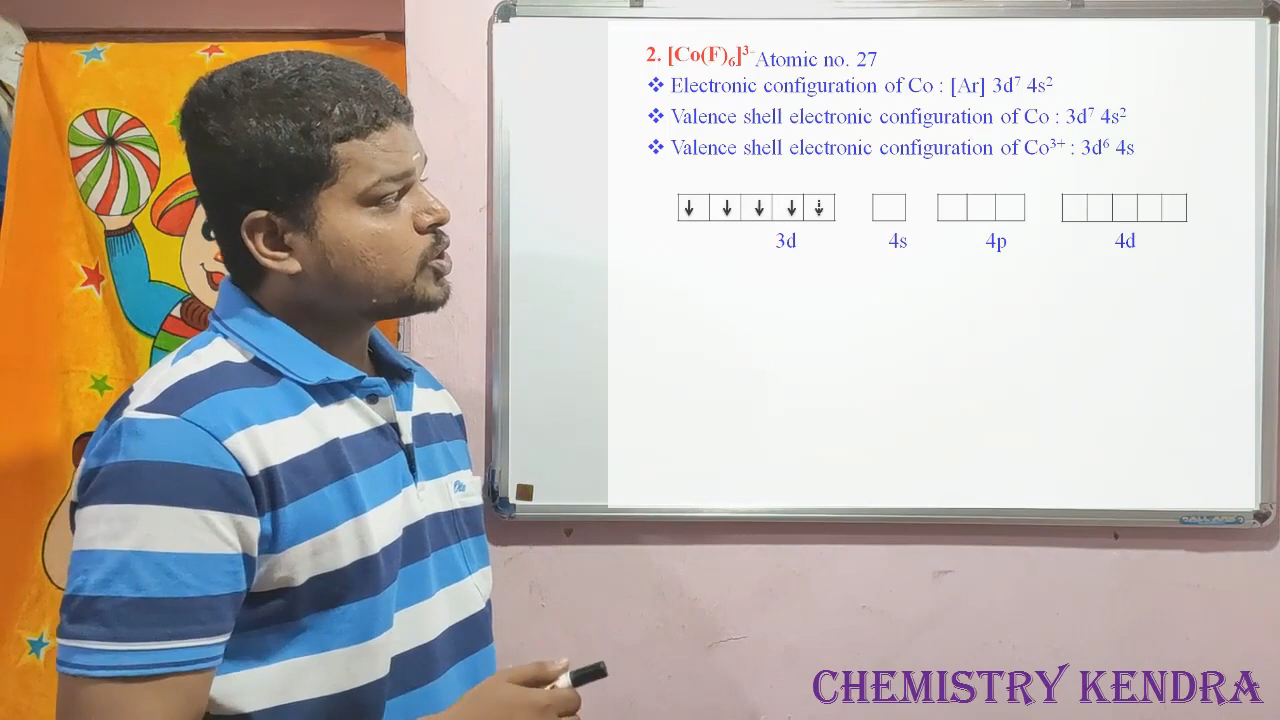 2. [Co(F)₆]³⁻ Atomic no. 27
❖ Electronic configuration of Co : [Ar] 3d⁷ 4s²
❖ Valence shell electronic configuration of Co : 3d⁷ 4s²
❖ Valence shell electronic configuration of Co³⁺ : 3d⁶ 4s
3d 4s 4p 4d
CHEMISTRY KENDRA